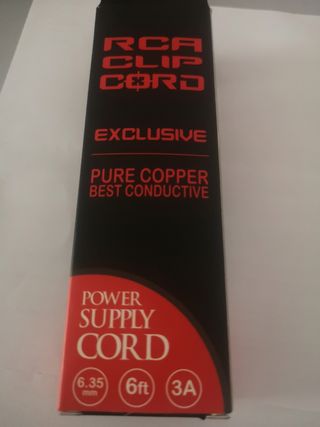 RCA
CLIP
CORD
EXCLUSIVE
PURE COPPER
BEST CONDUCTIVE
POWER
SUPPLY
CORD
6.35 mm 6ft 3A